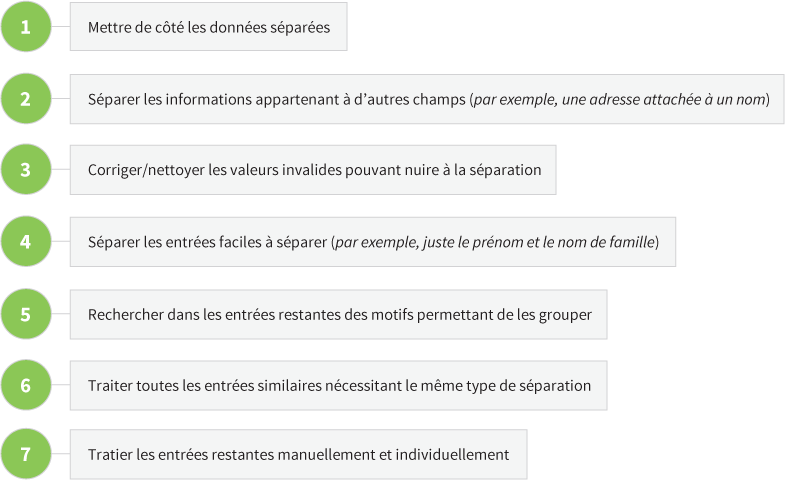 1 Mettre de côté les données séparées
2 Séparer les informations appartenant à d’autres champs (par exemple, une adresse attachée à un nom)
3 Corriger/nettoyer les valeurs invalides pouvant nuire à la séparation
4 Séparer les entrées faciles à séparer (par exemple, juste le prénom et le nom de famille)
5 Rechercher dans les entrées restantes des motifs permettant de les grouper
6 Traiter toutes les entrées similaires nécessitant le même type de séparation
7 Tratier les entrées restantes manuellement et individuellement